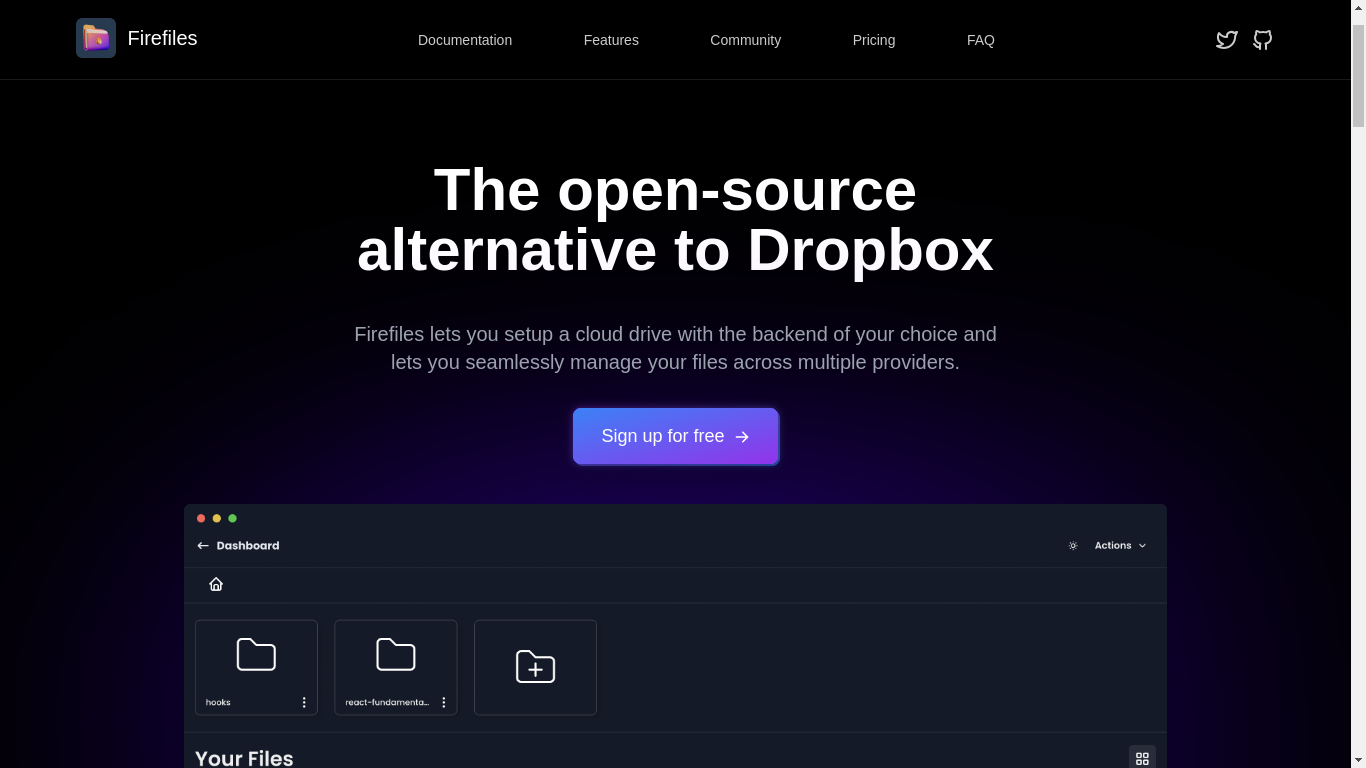 Firefiles
Documentation
Features
Community
Pricing
FAQ
The open-source
alternative to Dropbox
Firefiles lets you setup a cloud drive with the backend of your choice and
lets you seamlessly manage your files across multiple providers.
Sign up for free
Dashboard
Actions
hooks
react-fundamenta...
Your Files